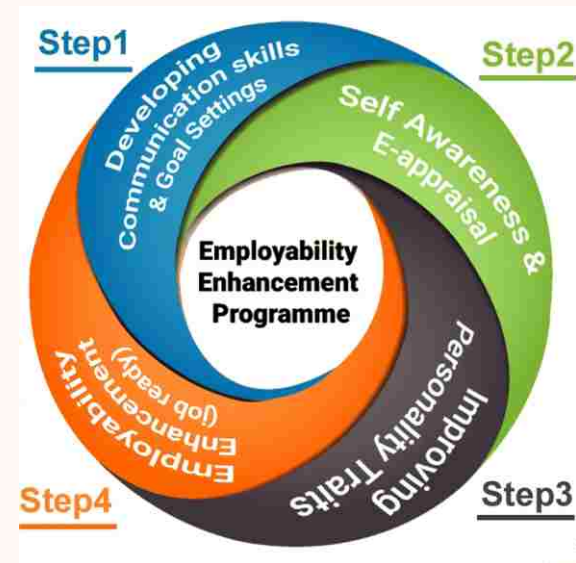 Step1
Developing
Communication skills
& Goal Settings
Step2
Self Awareness &
E-appraisal
Employability
Enhancement
Programme
Improving
Personality Traits
Step3
Employability
Enhancement
(job ready)
Step4